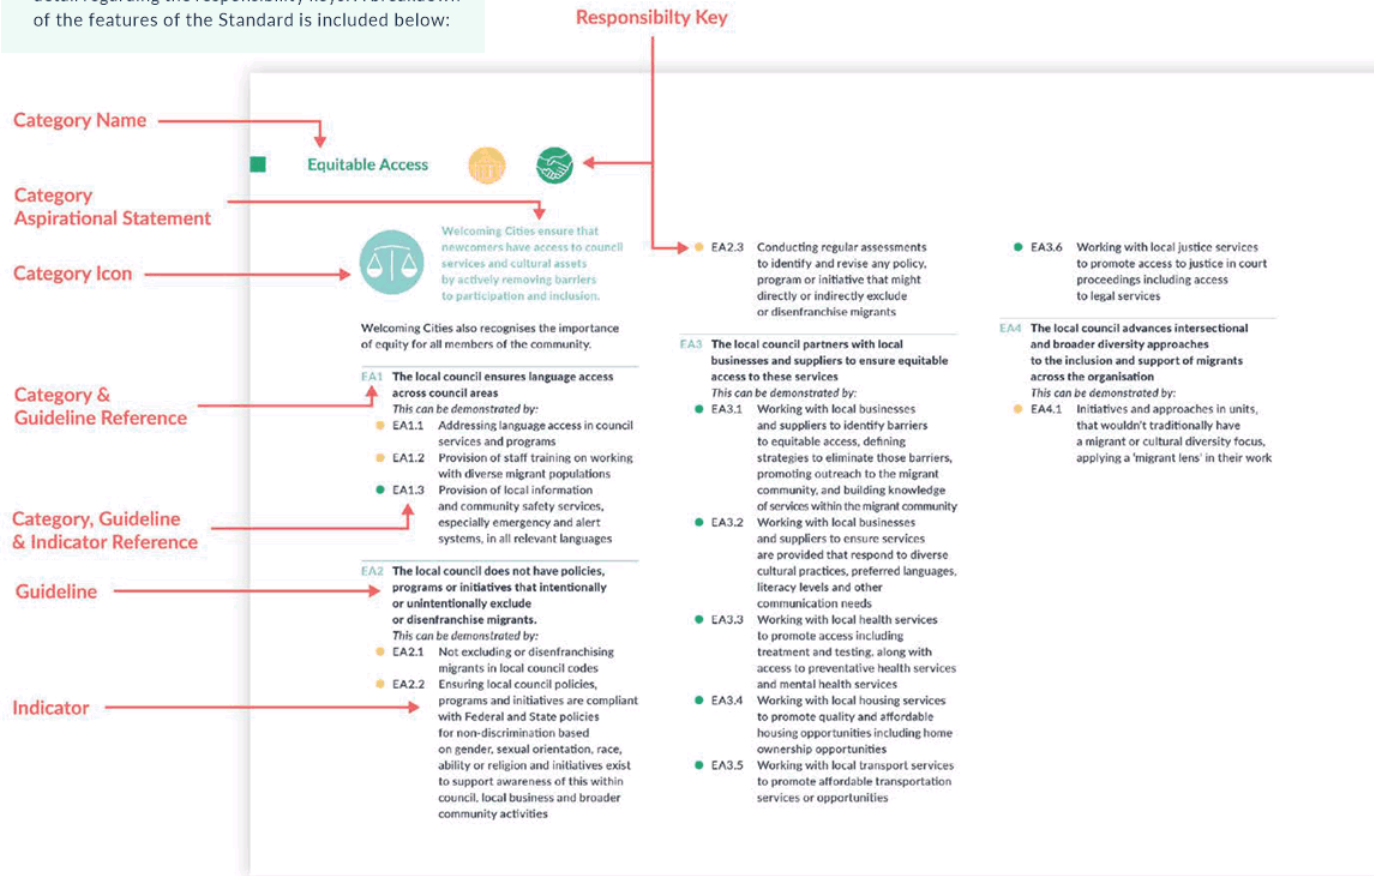 of the features of the Standard is included below:
Responsibilty Key
Category Name
Equitable Access
Category
Aspirational Statement
Category Icon
Welcoming Cities ensure that
newcomers have access to council
services and cultural assets
by actively removing barriers
to participation and inclusion.
Welcoming Cities also recognises the importance
of equity for all members of the community.
Category &
Guideline Reference
EA1 The local council ensures language access
across council areas
This can be demonstrated by:
EA1.1 Addressing language access in council
services and programs
EA1.2 Provision of staff training on working
with diverse migrant populations
EA1.3 Provision of local information
and community safety services,
especially emergency and alert
systems, in all relevant languages
Category, Guideline
& Indicator Reference
Guideline
EA2 The local council does not have policies,
programs or initiatives that intentionally
or unintentionally exclude
or disenfranchise migrants.
This can be demonstrated by:
EA2.1 Not excluding or disenfranchising
migrants in local council codes
Indicator
EA2.2 Ensuring local council policies,
programs and initiatives are compliant
with Federal and State policies
for non-discrimination based
on gender, sexual orientation, race,
ability or religion and initiatives exist
to support awareness of this within
council, local business and broader
community activities
EA2.3 Conducting regular assessments
to identify and revise any policy,
program or initiative that might
directly or indirectly exclude
or disenfranchise migrants
EA3 The local council partners with local
businesses and suppliers to ensure equitable
access to these services
This can be demonstrated by:
EA3.1 Working with local businesses
and suppliers to identify barriers
to equitable access, defining
strategies to eliminate those barriers,
promoting outreach to the migrant
community, and building knowledge
of services within the migrant community
EA3.2 Working with local businesses
and suppliers to ensure services
are provided that respond to diverse
cultural practices, preferred languages,
literacy levels and other
communication needs
EA3.3 Working with local health services
to promote access including
treatment and testing, along with
access to preventative health services
and mental health services
EA3.4 Working with local housing services
to promote quality and affordable
housing opportunities including home
ownership opportunities
EA3.5 Working with local transport services
to promote affordable transportation
services or opportunities
EA3.6 Working with local justice services
to promote access to justice in court
proceedings including access
to legal services
EA4 The local council advances intersectional
and broader diversity approaches
to the inclusion and support of migrants
across the organisation
This can be demonstrated by:
EA4.1 Initiatives and approaches in units,
that wouldn't traditionally have
a migrant or cultural diversity focus,
applying a 'migrant lens' in their work